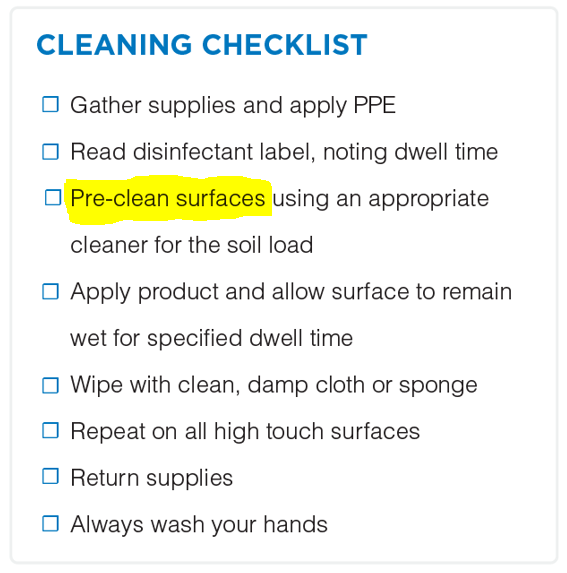 CLEANING CHECKLIST
Gather supplies and apply PPE
Read disinfectant label, noting dwell time
Pre-clean surfaces using an appropriate
cleaner for the soil load
Apply product and allow surface to remain
wet for specified dwell time
Wipe with clean, damp cloth or sponge
Repeat on all high touch surfaces
Return supplies
Always wash your hands